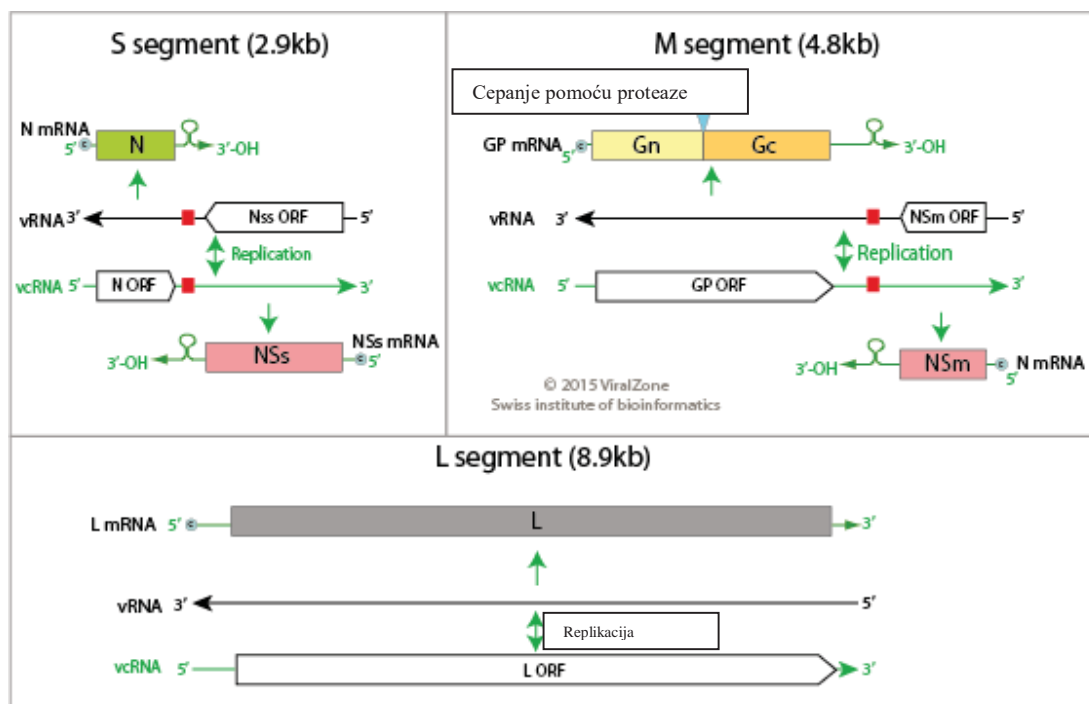 S segment (2.9kb)
N mRNA
5′ c N 3′-OH
vRNA 3′ Nss ORF 5′
Replication
vcRNA 5′ N ORF 3′
NSs mRNA
3′-OH NSs c 5′
M segment (4.8kb)
Cepanje pomoću proteaze
GP mRNA 5′ c Gn Gc 3′-OH
vRNA 3′ NSm ORF 5′
Replication
vcRNA 5′ GP ORF 3′
3′-OH NSm c 5′ N mRNA
© 2015 ViralZone
Swiss institute of bioinformatics
L segment (8.9kb)
L mRNA 5′ c L 3′
vRNA 3′ 5′
Replikacija
vcRNA 5′ L ORF 3′